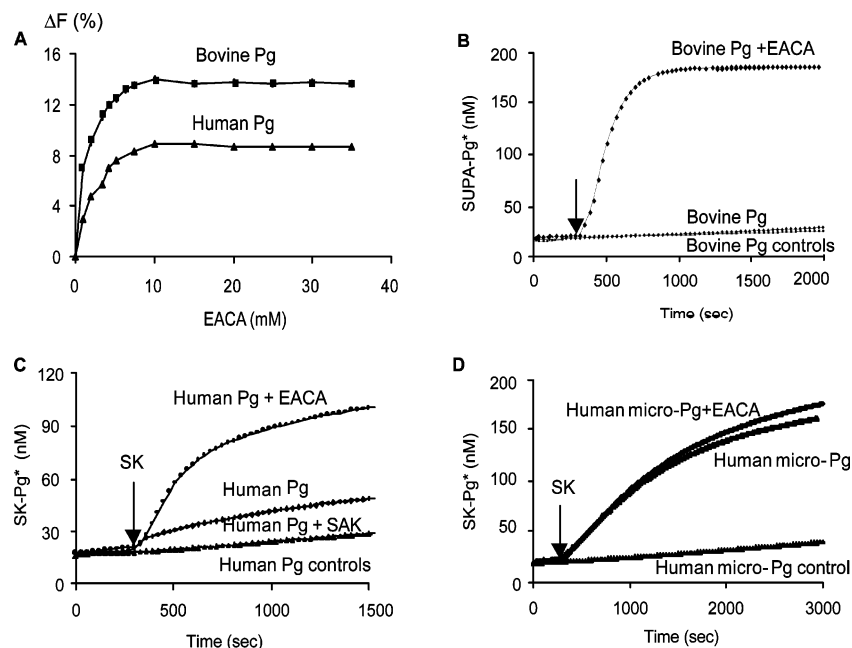 A
ΔF (%)
16
12
8
4
0
Bovine Pg
Human Pg
0 10 20 30 40
EACA (mM)
B
SUPA-Pg* (nM)
200
150
100
50
0
Bovine Pg +EACA
Bovine Pg
Bovine Pg controls
0 500 1000 1500 2000
Time (sec)
C
SK-Pg* (nM)
120
90
60
30
0
Human Pg + EACA
SK
Human Pg
Human Pg + SAK
Human Pg controls
0 500 1000 1500
Time (sec)
D
SK-Pg* (nM)
200
150
100
50
0
Human micro-Pg+EACA
Human micro-Pg
SK
Human micro-Pg control
0 1000 2000 3000
Time (sec)